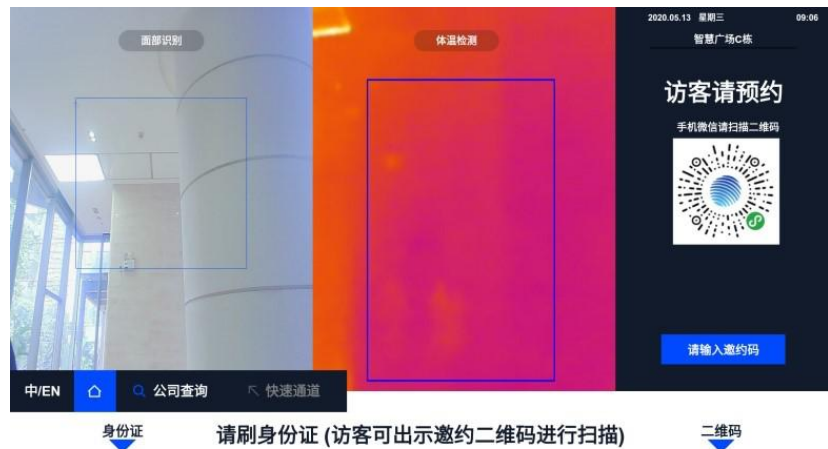 面部识别
体温检测
2020.05.13 星期三 09:06
智慧广场C栋
访客请预约
手机微信请扫描二维码
请输入邀约码
中/EN
公司查询
快速通道
身份证
请刷身份证 (访客可出示邀约二维码进行扫描)
二维码